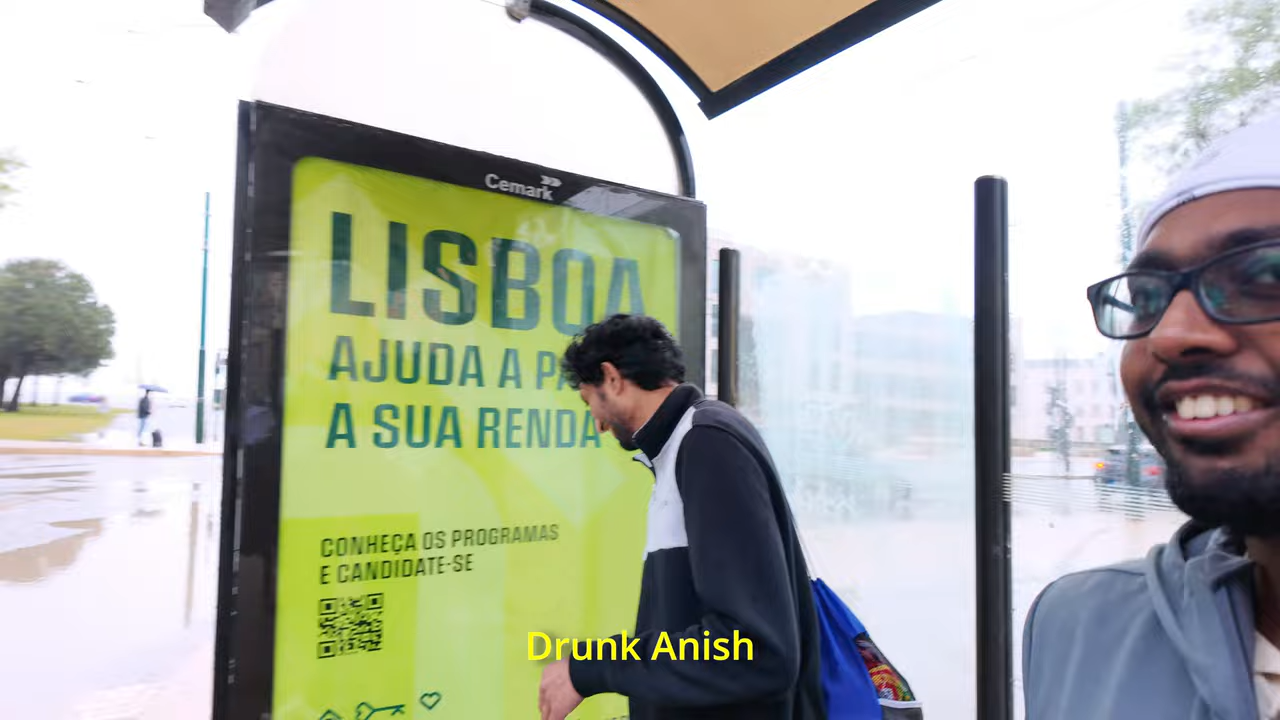 Cemark
LISBOA
AJUDA A PA
A SUA RENDA
CONHEÇA OS PROGRAMAS
E CANDIDATE-SE
Drunk Anish